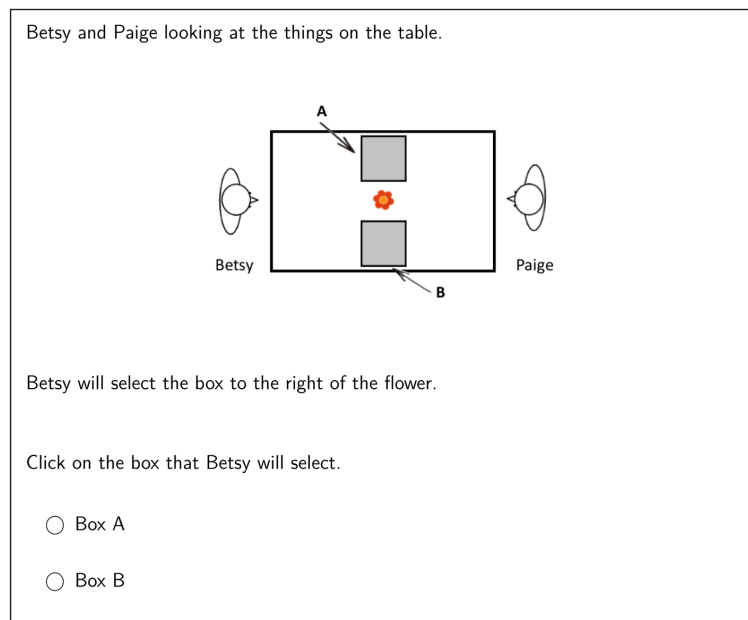 Betsy and Paige looking at the things on the table.
A
Betsy
Paige
B
Betsy will select the box to the right of the flower.
Click on the box that Betsy will select.
Box A
Box B